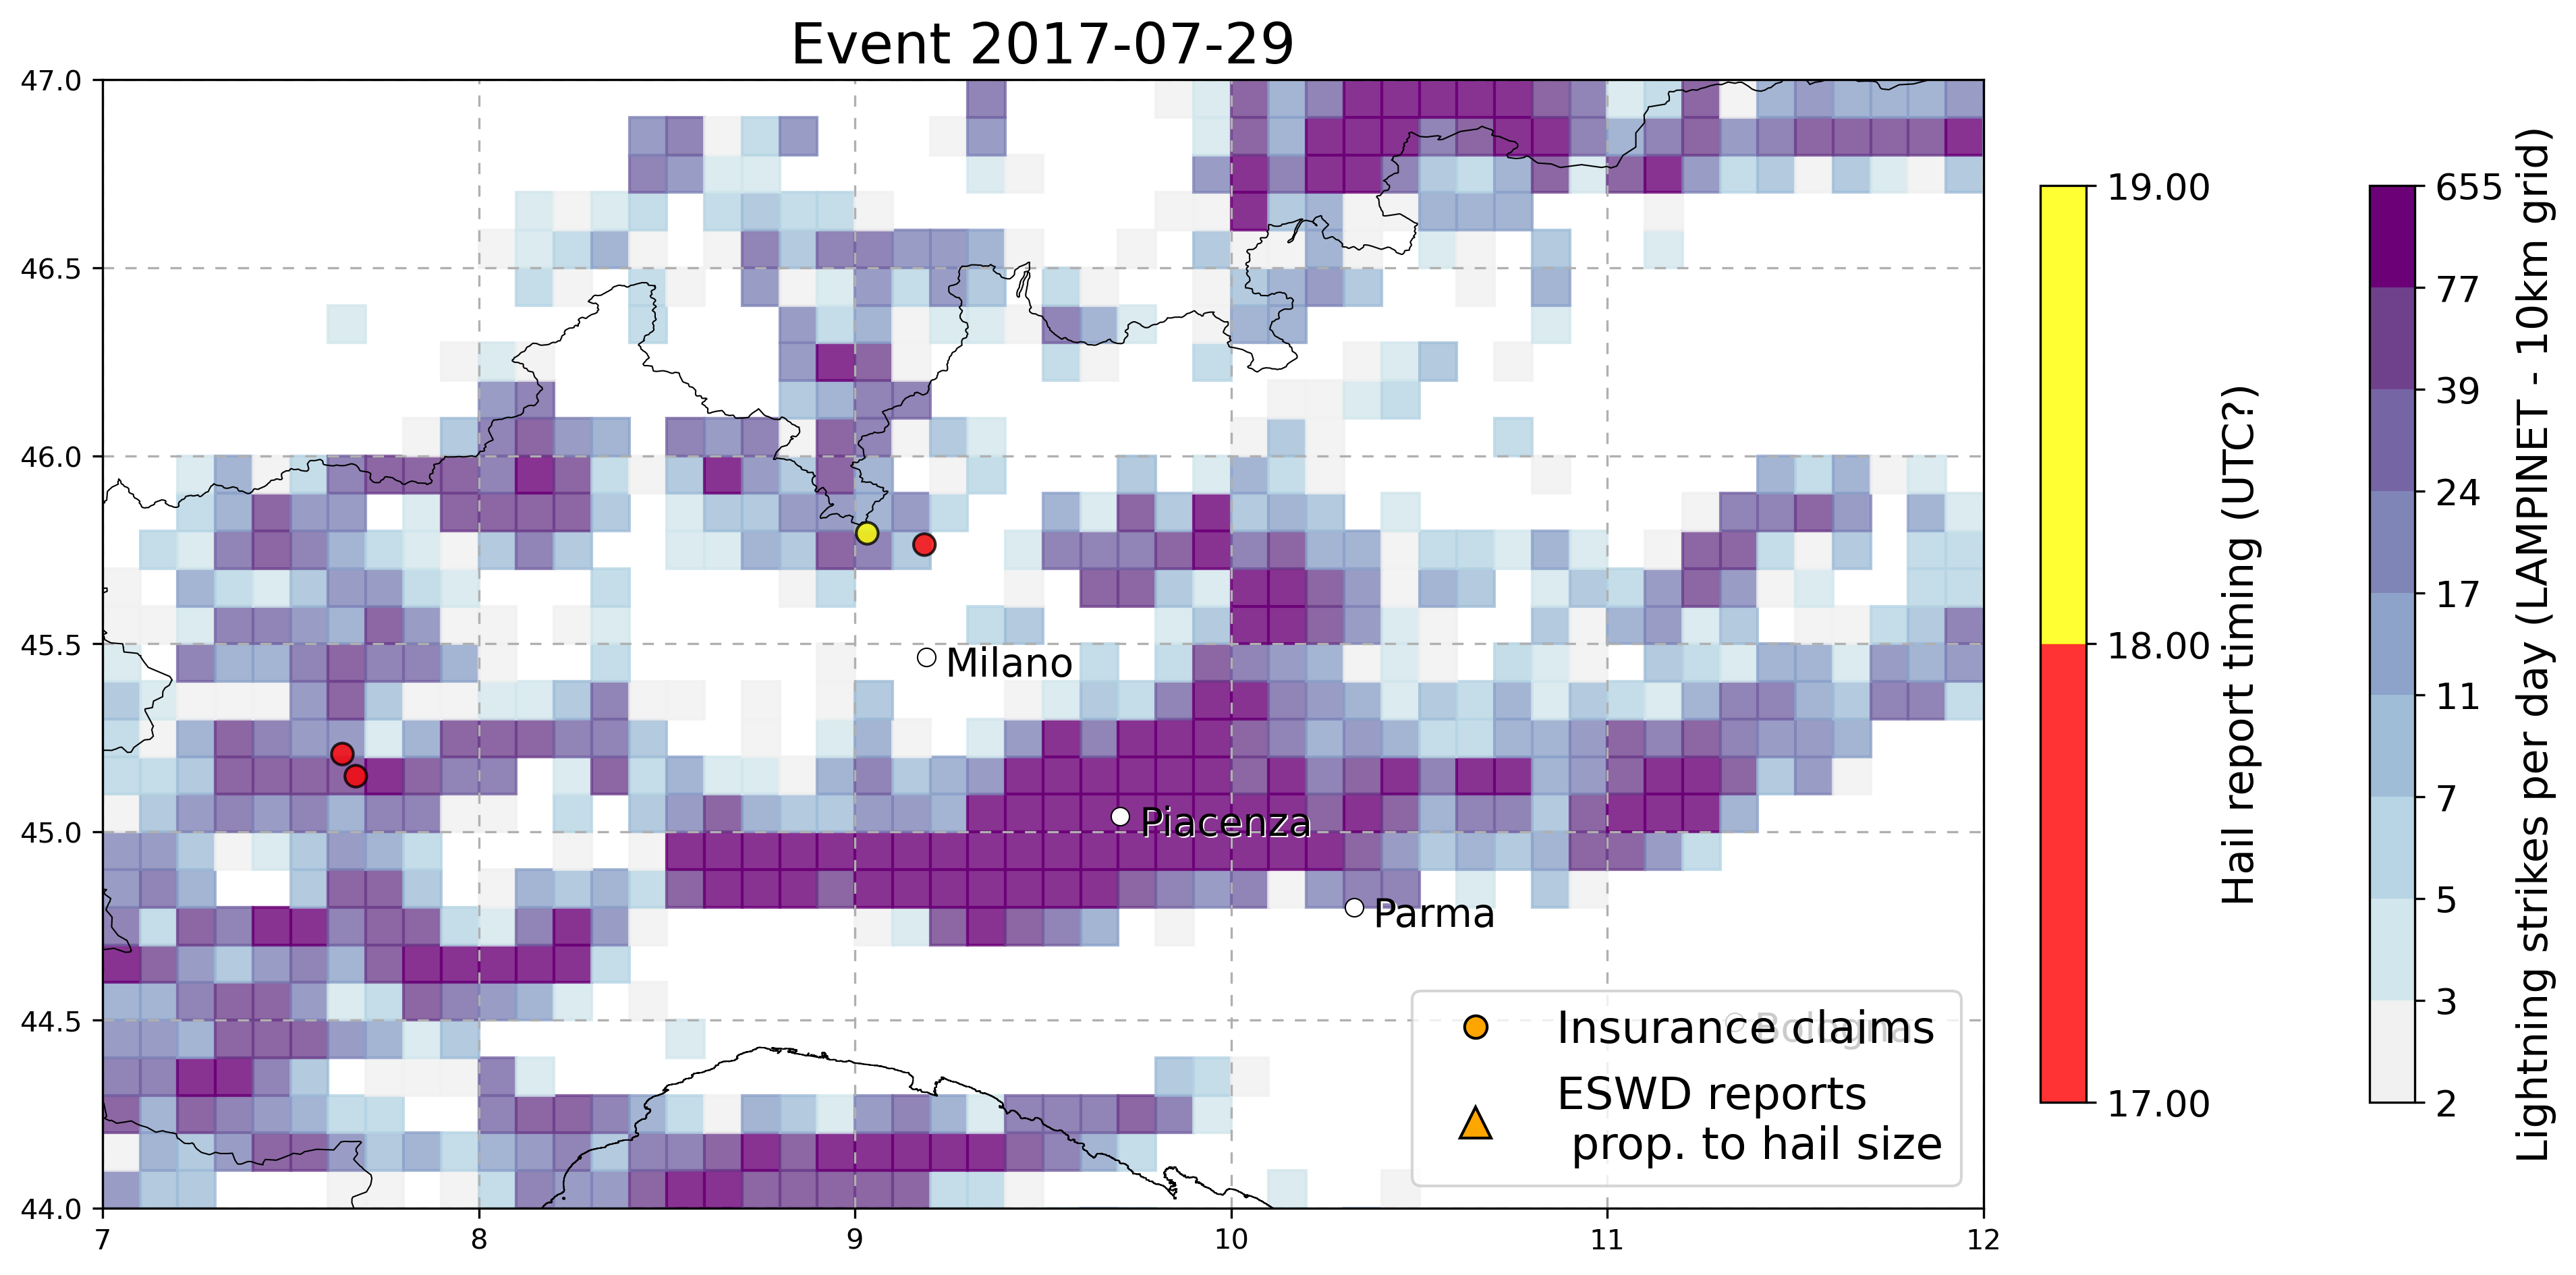 Event 2017-07-29
47.0
46.5
46.0
45.5
45.0
44.5
44.0
7
8
9
10
11
12
Milano
Piacenza
Parma
Bologna
Insurance claims
ESWD reports
prop. to hail size
19.00
18.00
17.00
Hail report timing (UTC?)
655
77
39
24
17
11
7
5
3
2
Lightning strikes per day (LAMPINET - 10km grid)